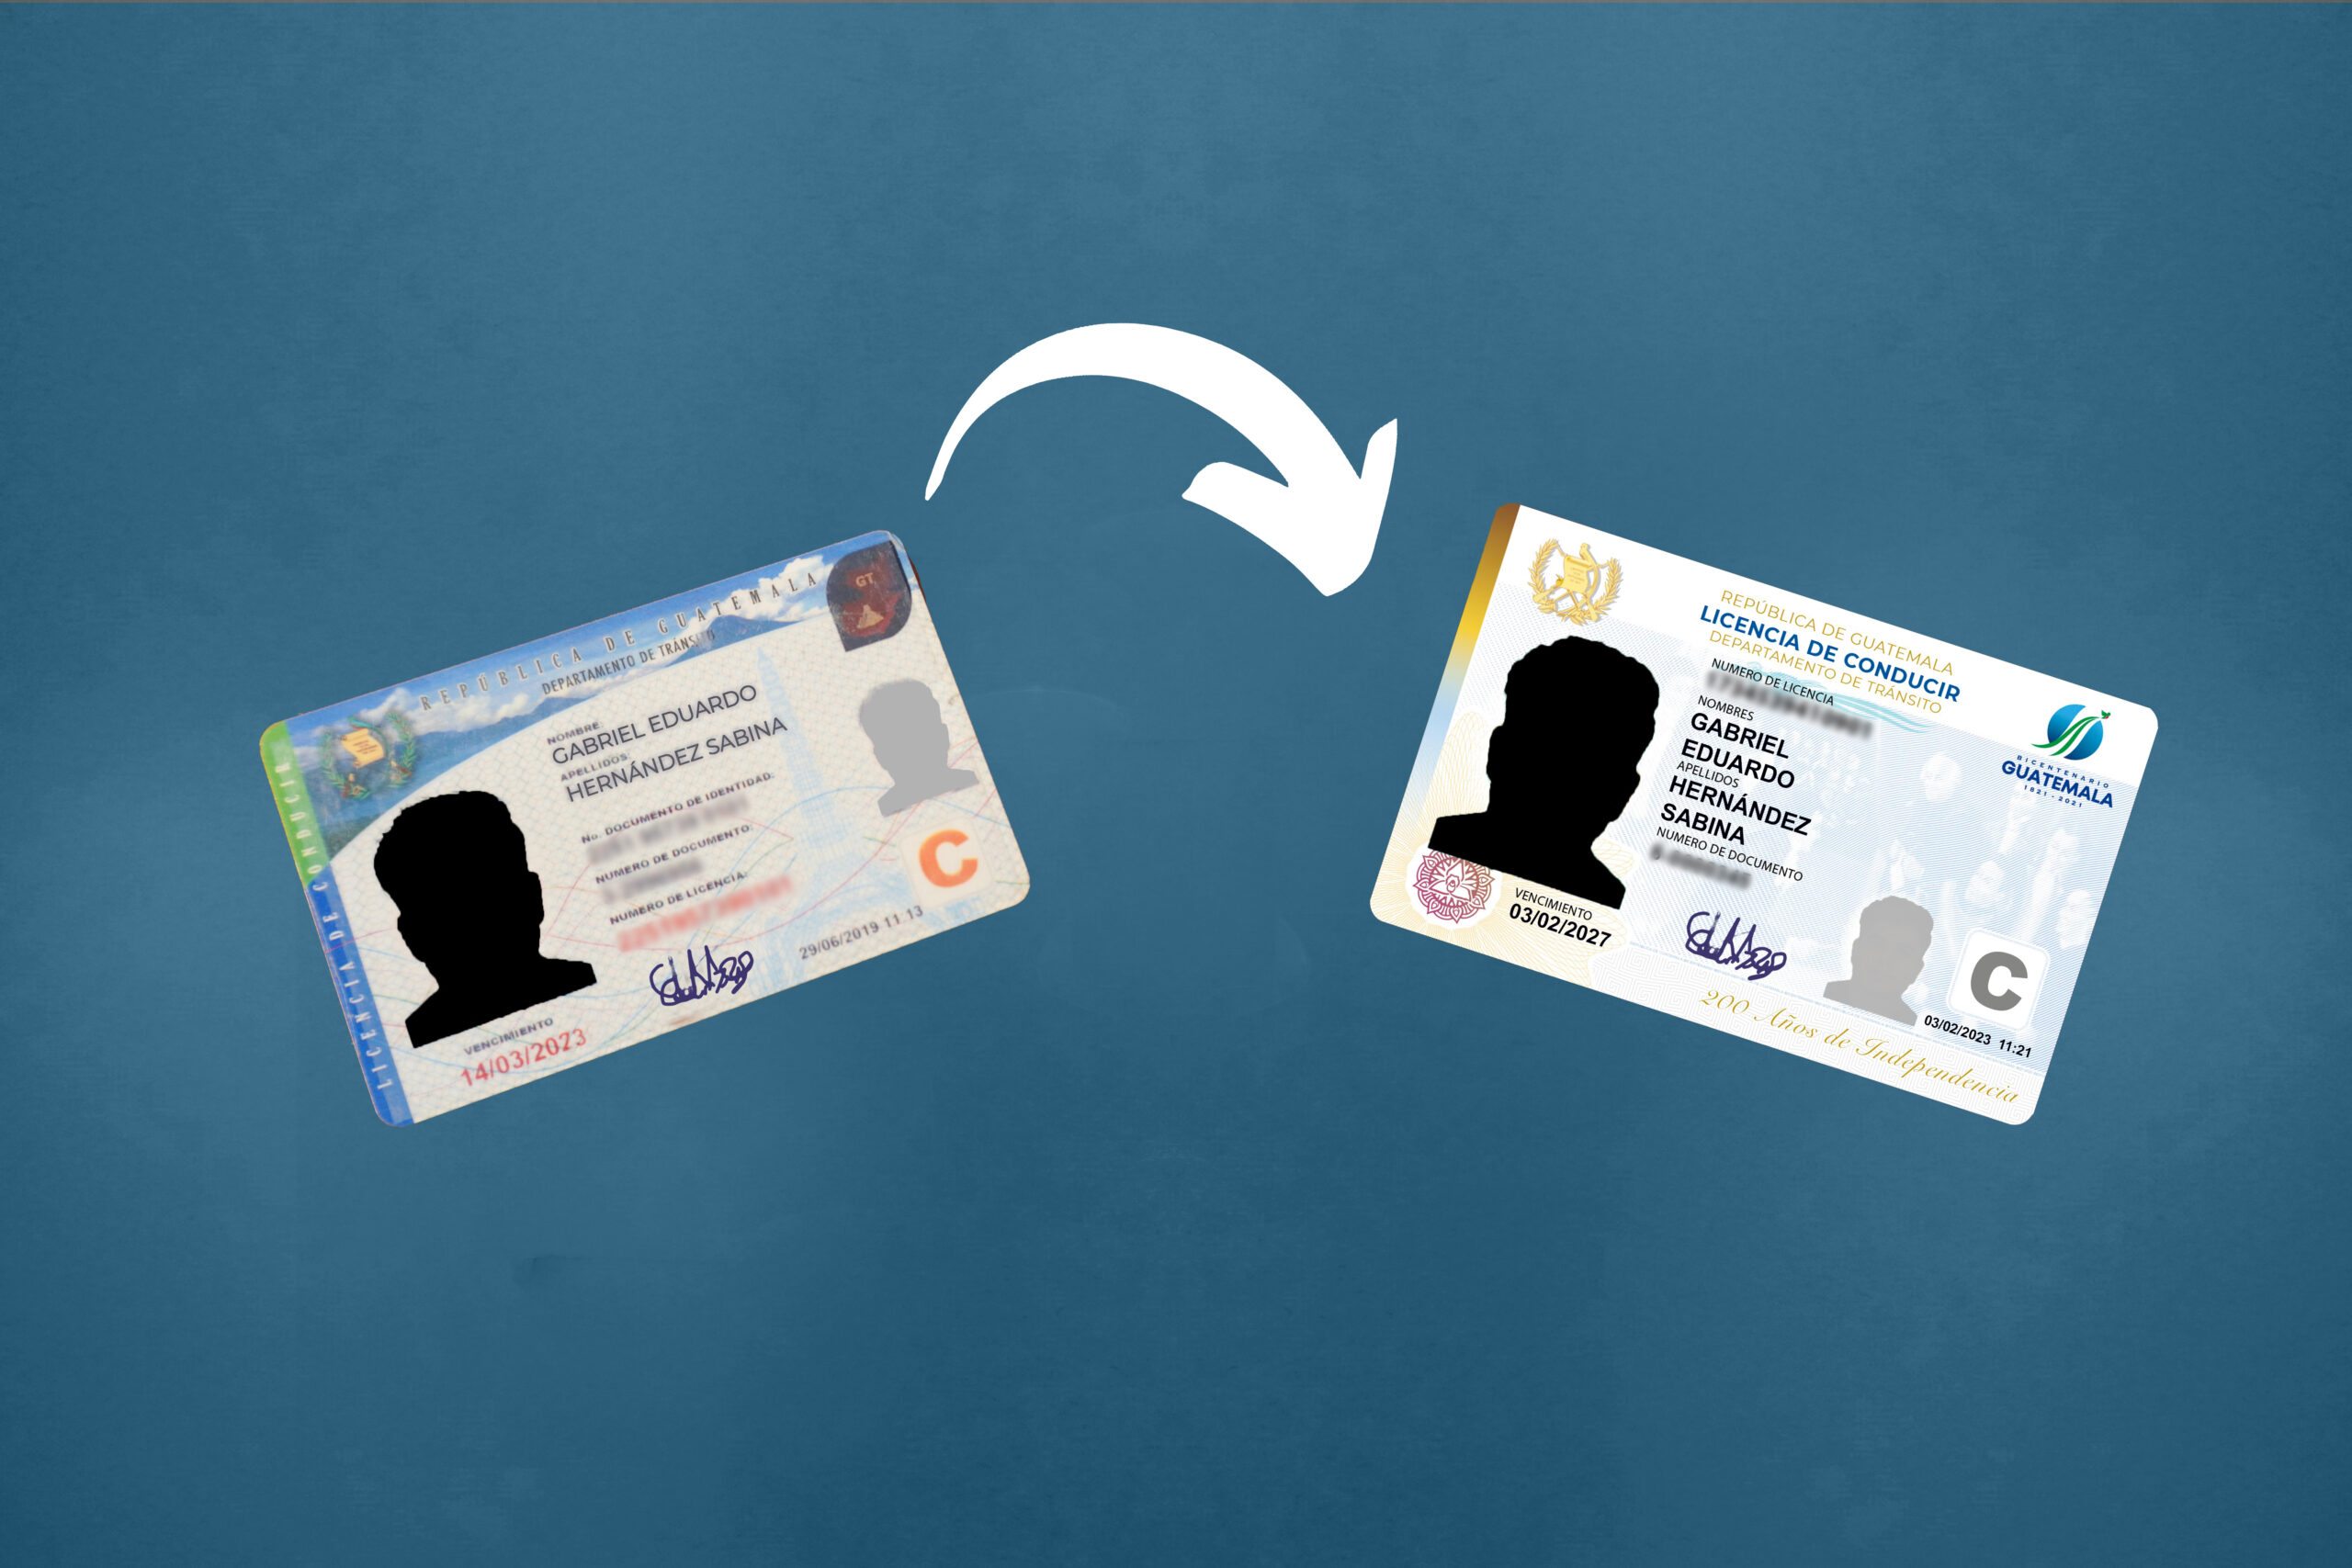 REPÚBLICA DE GUATEMALA
DEPARTAMENTO DE TRÁNSITO
GT
LICENCIA DE CONDUCIR
NOMBRE:
GABRIEL EDUARDO
APELLIDOS:
HERNÁNDEZ SABINA
No. DOCUMENTO DE IDENTIDAD:
NUMERO DE DOCUMENTO:
NUMERO DE LICENCIA:
C
29/06/2019 11:13
VENCIMIENTO
14/03/2023
REPÚBLICA DE GUATEMALA
LICENCIA DE CONDUCIR
DEPARTAMENTO DE TRÁNSITO
NUMERO DE LICENCIA
NOMBRES
GABRIEL
EDUARDO
APELLIDOS
HERNÁNDEZ
SABINA
NUMERO DE DOCUMENTO
BICENTENARIO
GUATEMALA
1821 - 2021
VENCIMIENTO
03/02/2027
C
03/02/2023 11:21
200 Años de Independencia